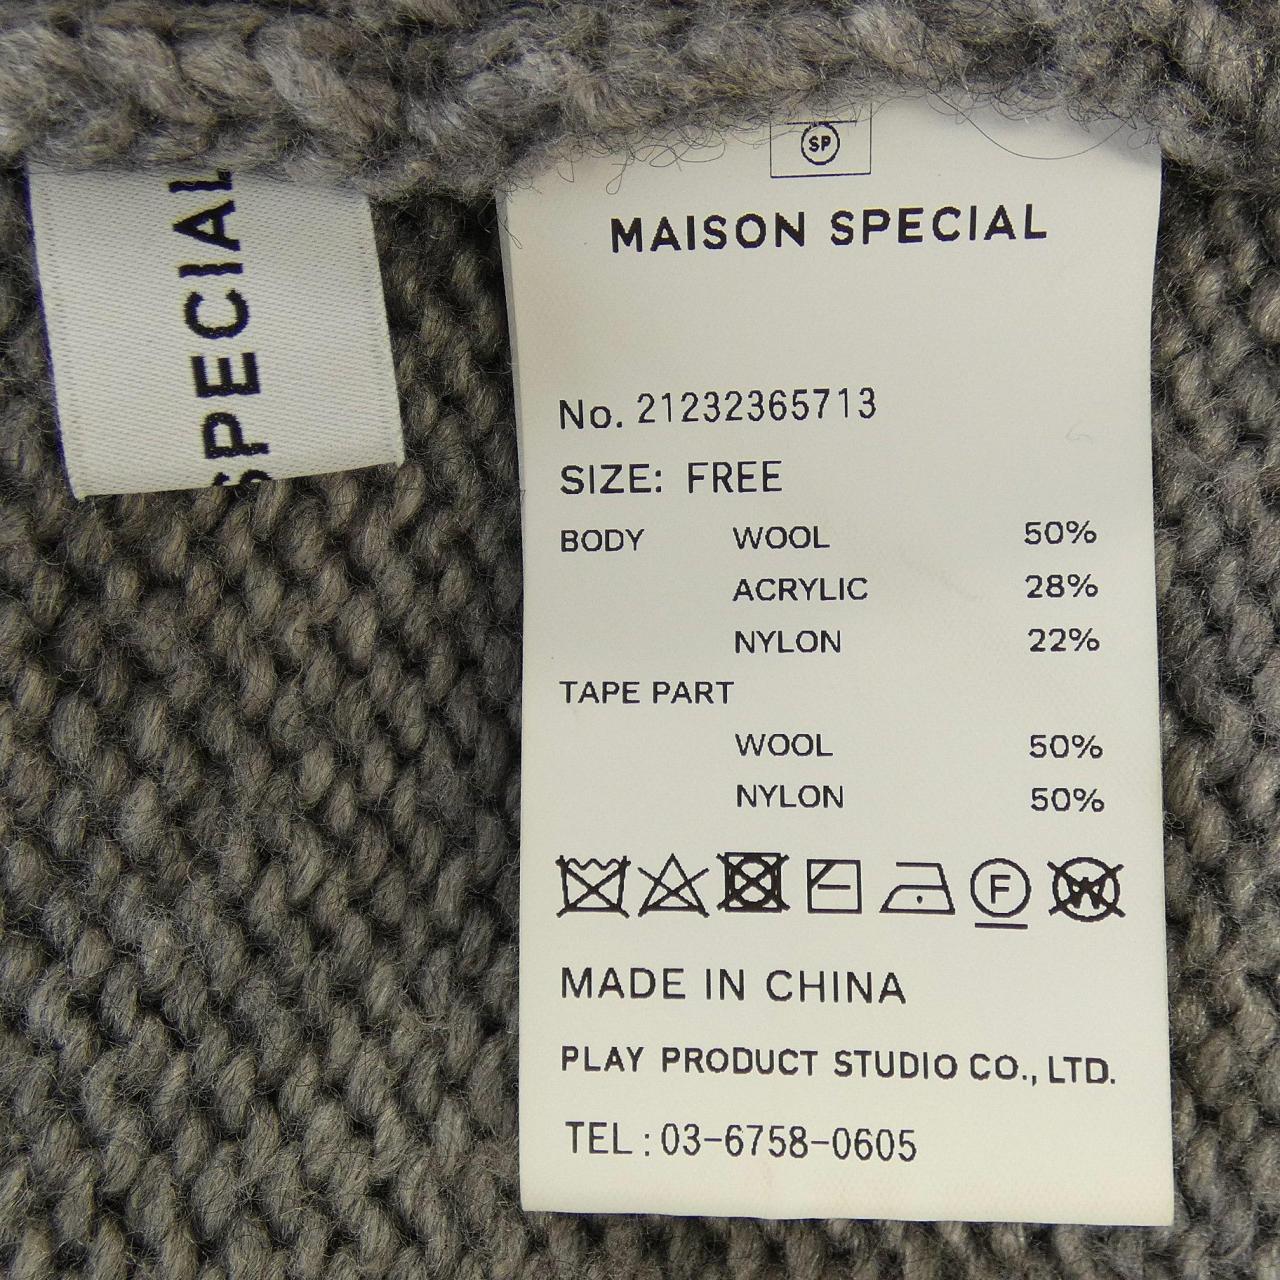 SPECIAL
SP
MAISON SPECIAL
No. 21232365713
SIZE: FREE
BODY WOOL 50%
ACRYLIC 28%
NYLON 22%
TAPE PART
WOOL 50%
NYLON 50%
F
W
MADE IN CHINA
PLAY PRODUCT STUDIO CO., LTD.
TEL : 03-6758-0605